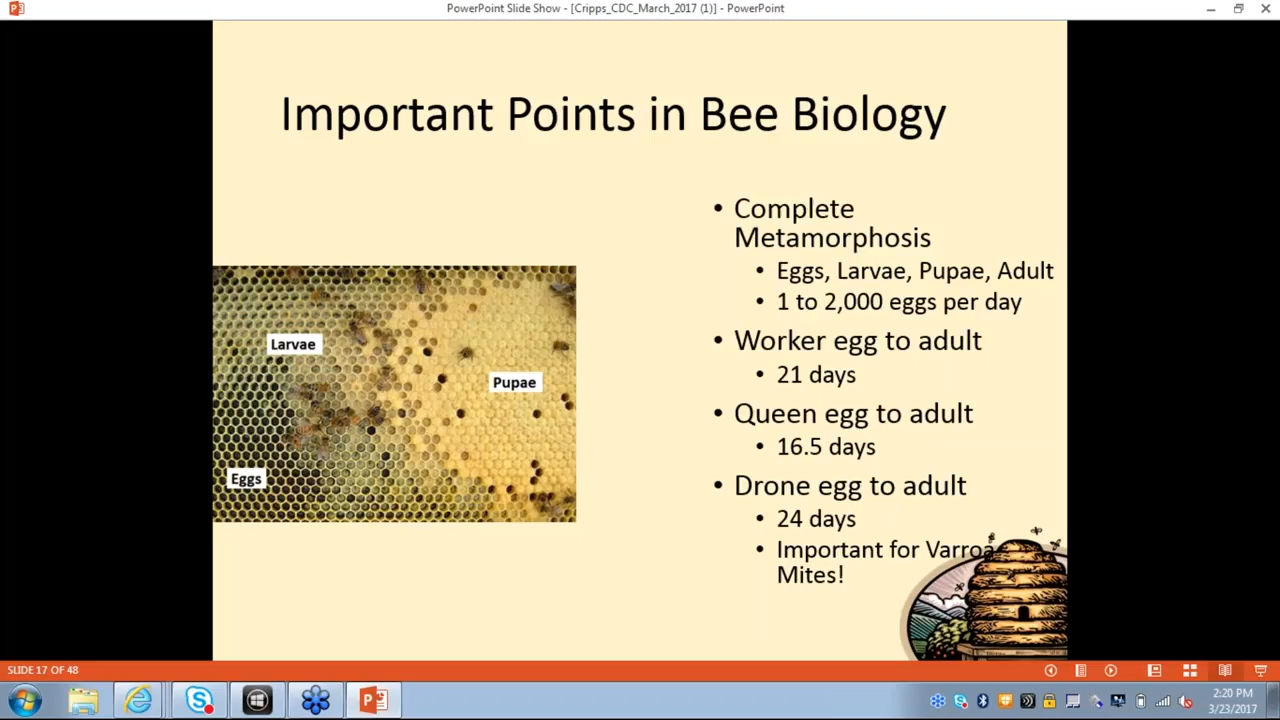 PowerPoint Slide Show - [Cripps_CDC_March_2017 (1)] - PowerPoint
Important Points in Bee Biology
• Complete
Metamorphosis
• Eggs, Larvae, Pupae, Adult
• 1 to 2,000 eggs per day
• Worker egg to adult
• 21 days
• Queen egg to adult
• 16.5 days
• Drone egg to adult
• 24 days
• Important for Varroa
Mites!
Larvae
Pupae
Eggs
SLIDE 17 OF 48
2:20 PM
3/23/2017